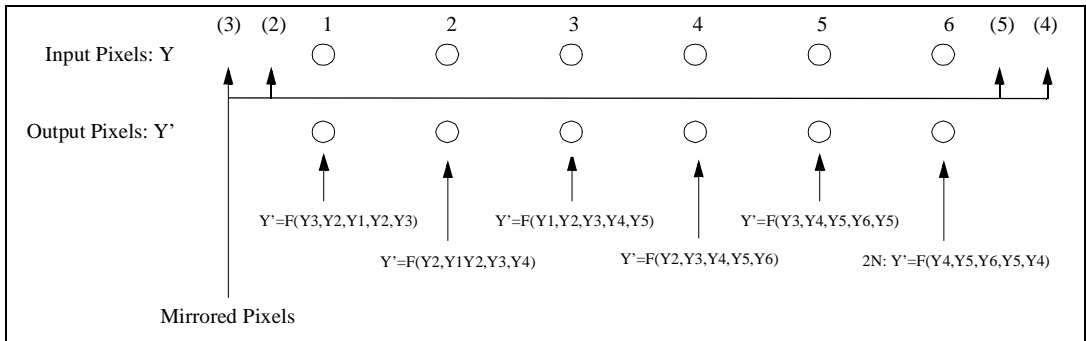 (3) (2) 1 2 3 4 5 6 (5) (4)
Input Pixels: Y
Output Pixels: Y’
Y’=F(Y3,Y2,Y1,Y2,Y3) Y’=F(Y1,Y2,Y3,Y4,Y5) Y’=F(Y3,Y4,Y5,Y6,Y5)
Y’=F(Y2,Y1Y2,Y3,Y4) Y’=F(Y2,Y3,Y4,Y5,Y6) 2N: Y’=F(Y4,Y5,Y6,Y5,Y4)
Mirrored Pixels